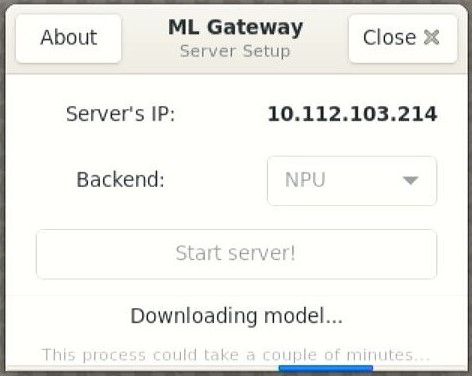 About
ML Gateway
Server Setup
Close
Server's IP: 10.112.103.214
Backend: NPU
Start server!
Downloading model...
This process could take a couple of minutes...